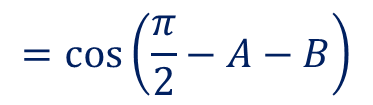 = cos(π/2 − A − B)